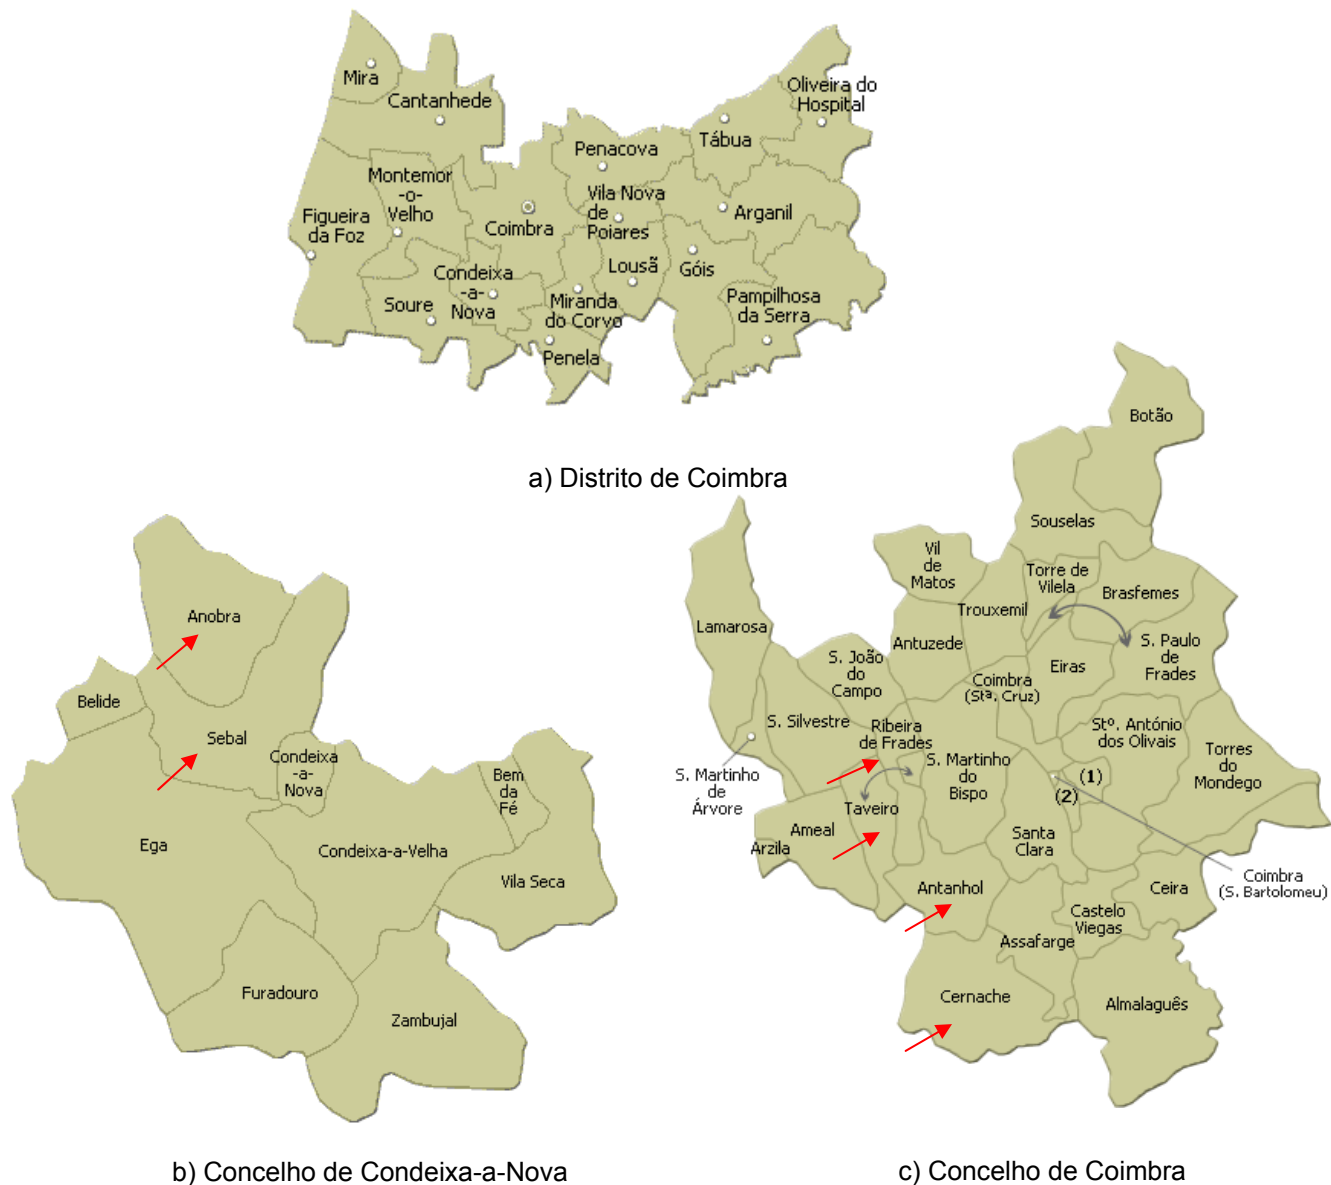 Mira
Cantanhede
Oliveira do
Hospital
Tábua
Penacova
Montemor
-o-
Velho
Vila Nova
de
Poiares
Arganil
Figueira
da Foz
Coimbra
Condeixa
-a-
Nova
Lousã
Góis
Soure
Miranda
do Corvo
Pampilhosa
da Serra
Penela
a) Distrito de Coimbra
Anobra
Belide
Sebal
Condeixa
-a-
Nova
Bem
da
Fé
Ega
Condeixa-a-Velha
Vila Seca
Furadouro
Zambujal
b) Concelho de Condeixa-a-Nova
Botão
Souselas
Vil
de
Matos
Torre de
Vilela
Brasfemes
Trouxemil
Lamarosa
Antuzede
S. Paulo
de
Frades
S. João
do
Campo
Eiras
Coimbra
(Stª. Cruz)
S. Silvestre
Ribeira
de Frades
Stº. António
dos Olivais
S. Martinho
do
Bispo
Torres
do
Mondego
S. Martinho
de
Árvore
(1)
(2)
Taveiro
Ameal
Arzila
Santa
Clara
Antanhol
Ceira
Coimbra
(S. Bartolomeu)
Castelo
Viegas
Assafarge
Cernache
Almalaguês
c) Concelho de Coimbra